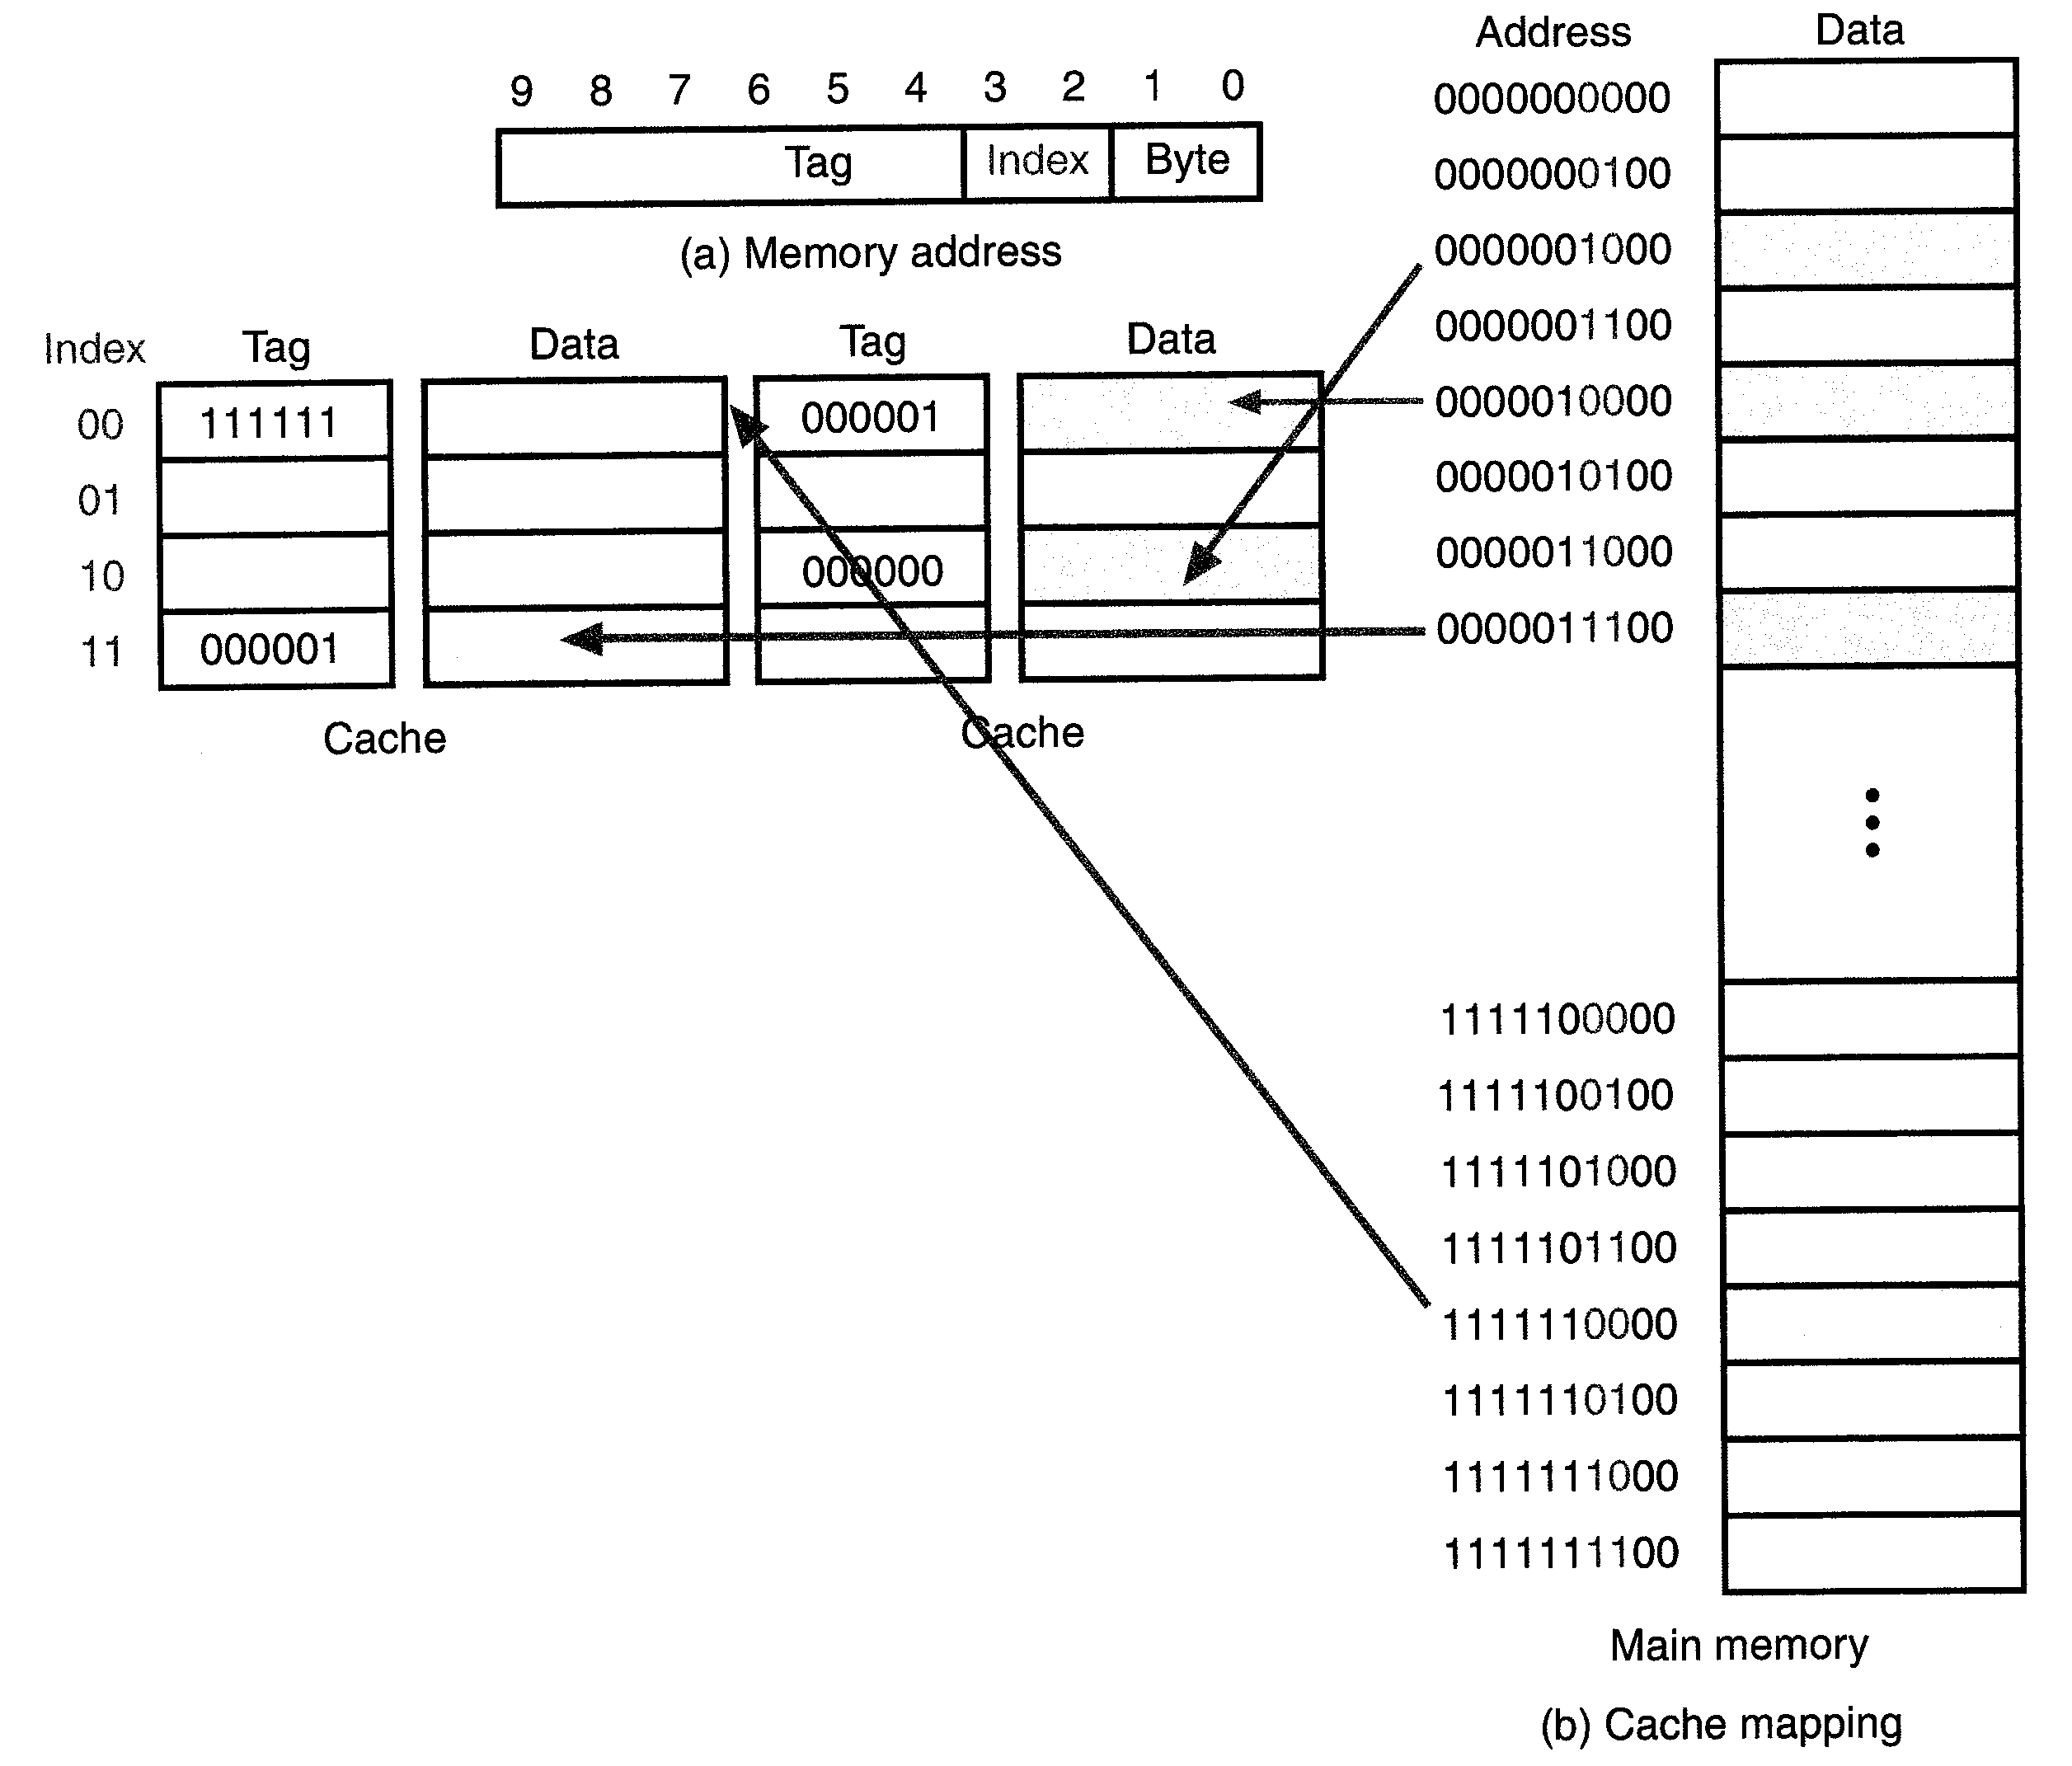 9 8 7 6 5 4 3 2 1 0
Tag Index Byte
(a) Memory address
Index Tag Data Tag Data
00 111111 000001
01
10 000000
11 000001
Cache Cache
Address Data
0000000000
0000000100
0000001000
0000001100
0000010000
0000010100
0000011000
0000011100
1111100000
1111100100
1111101000
1111101100
1111110000
1111110100
1111111000
1111111100
Main memory
(b) Cache mapping